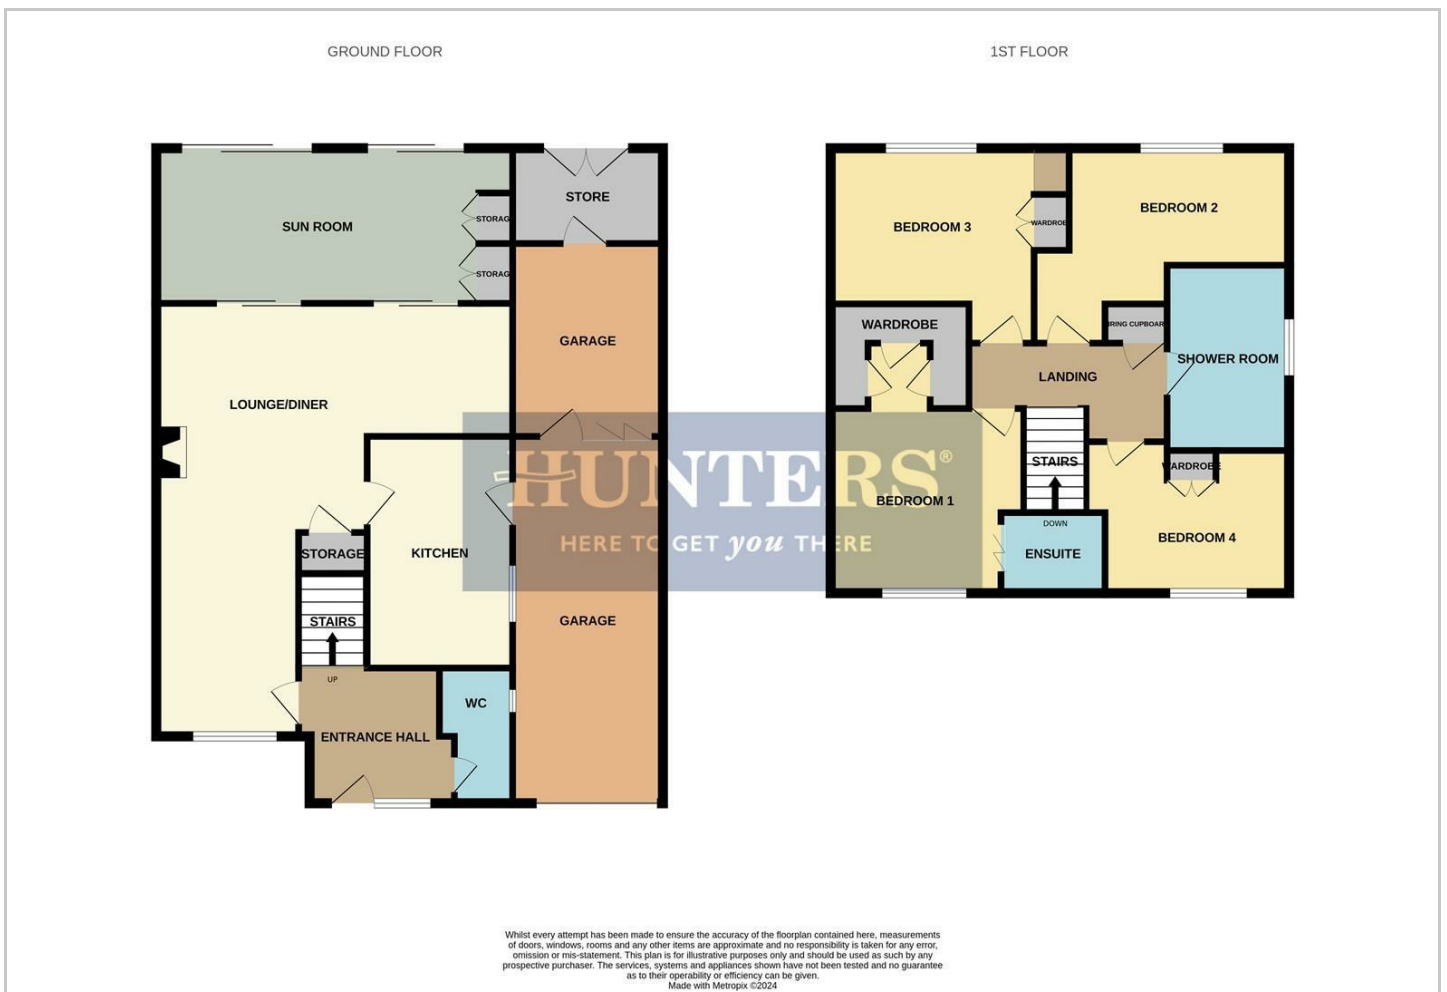 GROUND FLOOR
1ST FLOOR
SUN ROOM
STORAG
STORAG
STORE
GARAGE
LOUNGE/DINER
STORAGE
KITCHEN
STAIRS
UP
GARAGE
WC
ENTRANCE HALL
BEDROOM 3
WARDROBE
BEDROOM 2
WARDROBE
IRING CUPBOAR
SHOWER ROOM
LANDING
STAIRS
WARDROBE
BEDROOM 1
DOWN
ENSUITE
BEDROOM 4
HUNTERS®
HERE TO GET you THERE
Whilst every attempt has been made to ensure the accuracy of the floorplan contained here, measurements
of doors, windows, rooms and any other items are approximate and no responsibility is taken for any error,
omission or mis-statement. This plan is for illustrative purposes only and should be used as such by any
prospective purchaser. The services, systems and appliances shown have not been tested and no guarantee
as to their operability or efficiency can be given.
Made with Metropix ©2024